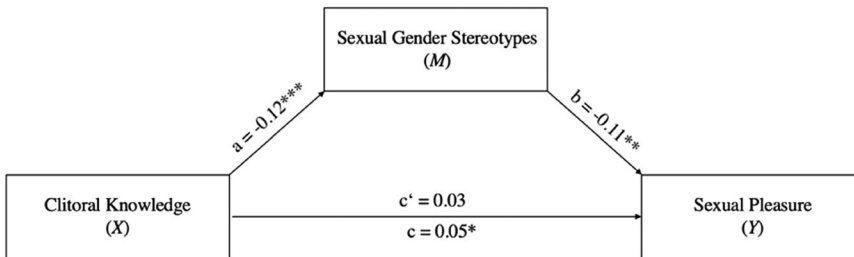 Sexual Gender Stereotypes
(M)
a = -0.12***
b = -0.11**
Clitoral Knowledge
(X)
c‘ = 0.03
c = 0.05*
Sexual Pleasure
(Y)